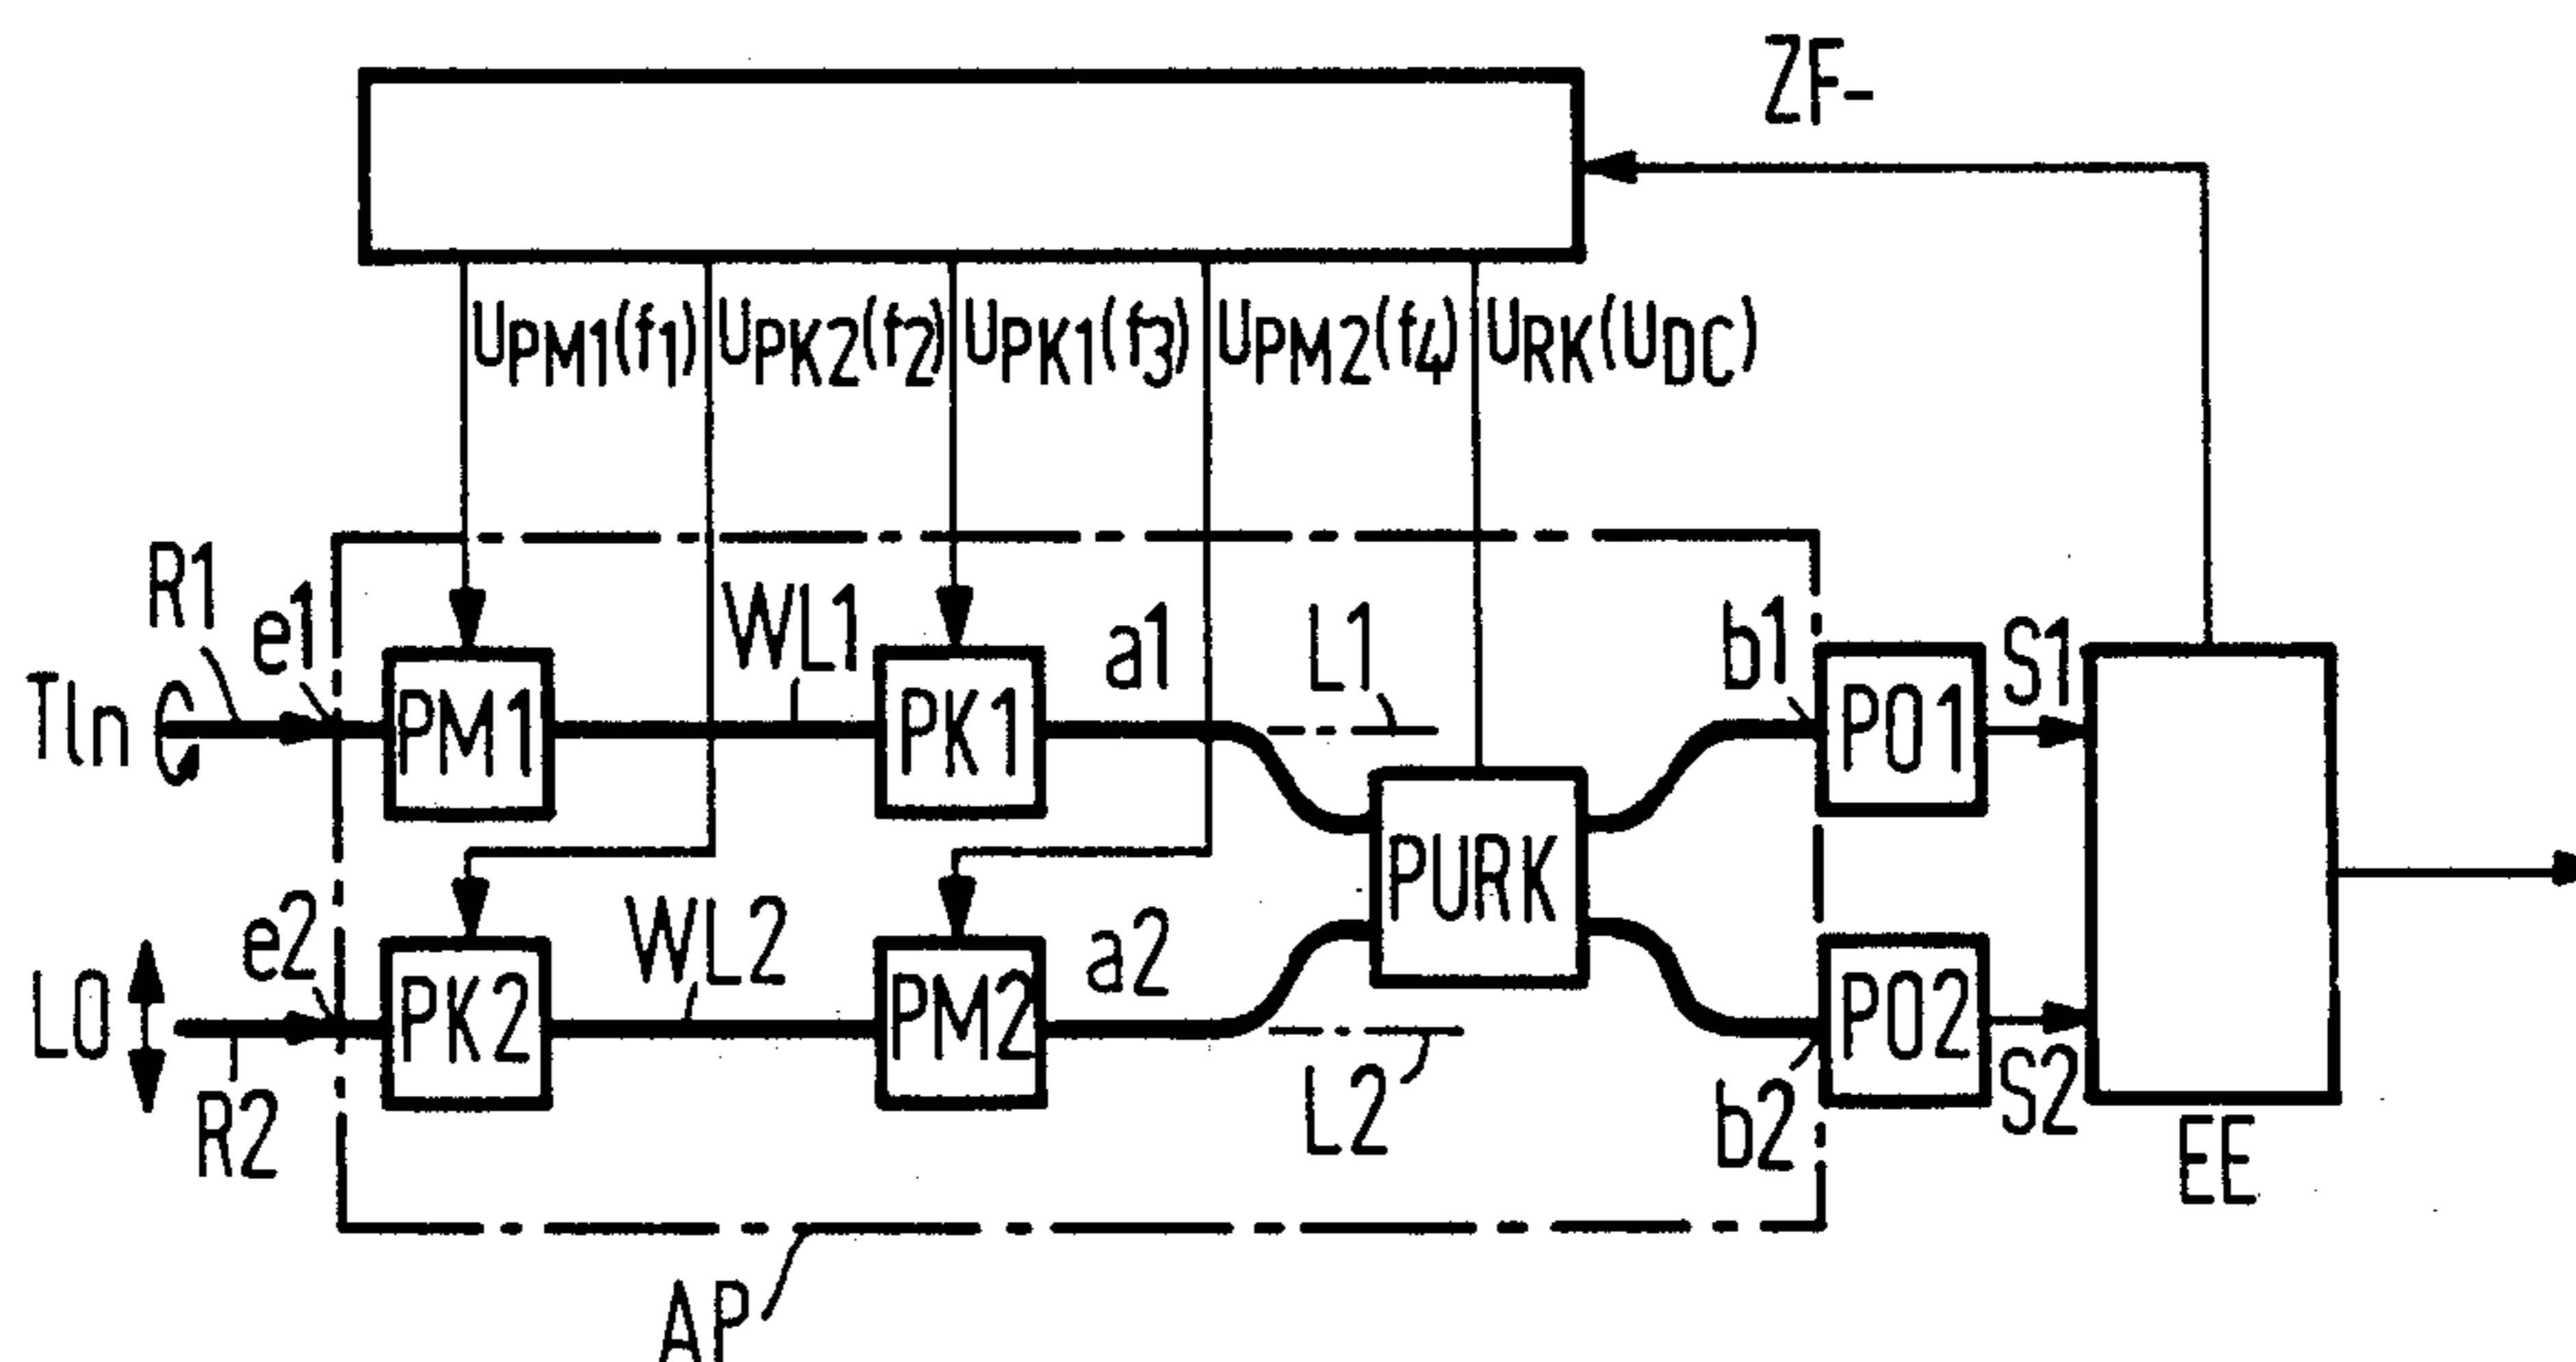 ZF-
UPM1(f1) UPK2(f2) UPK1(f3) UPM2(f4) URK(UDC)
R1 e1 WL1 a1 L1 b1 S1
Tln PM1 PK1 PO1
PURK
LO e2 WL2 a2
PK2 PM2 PO2
R2 L2 b2 S2 EE
AP